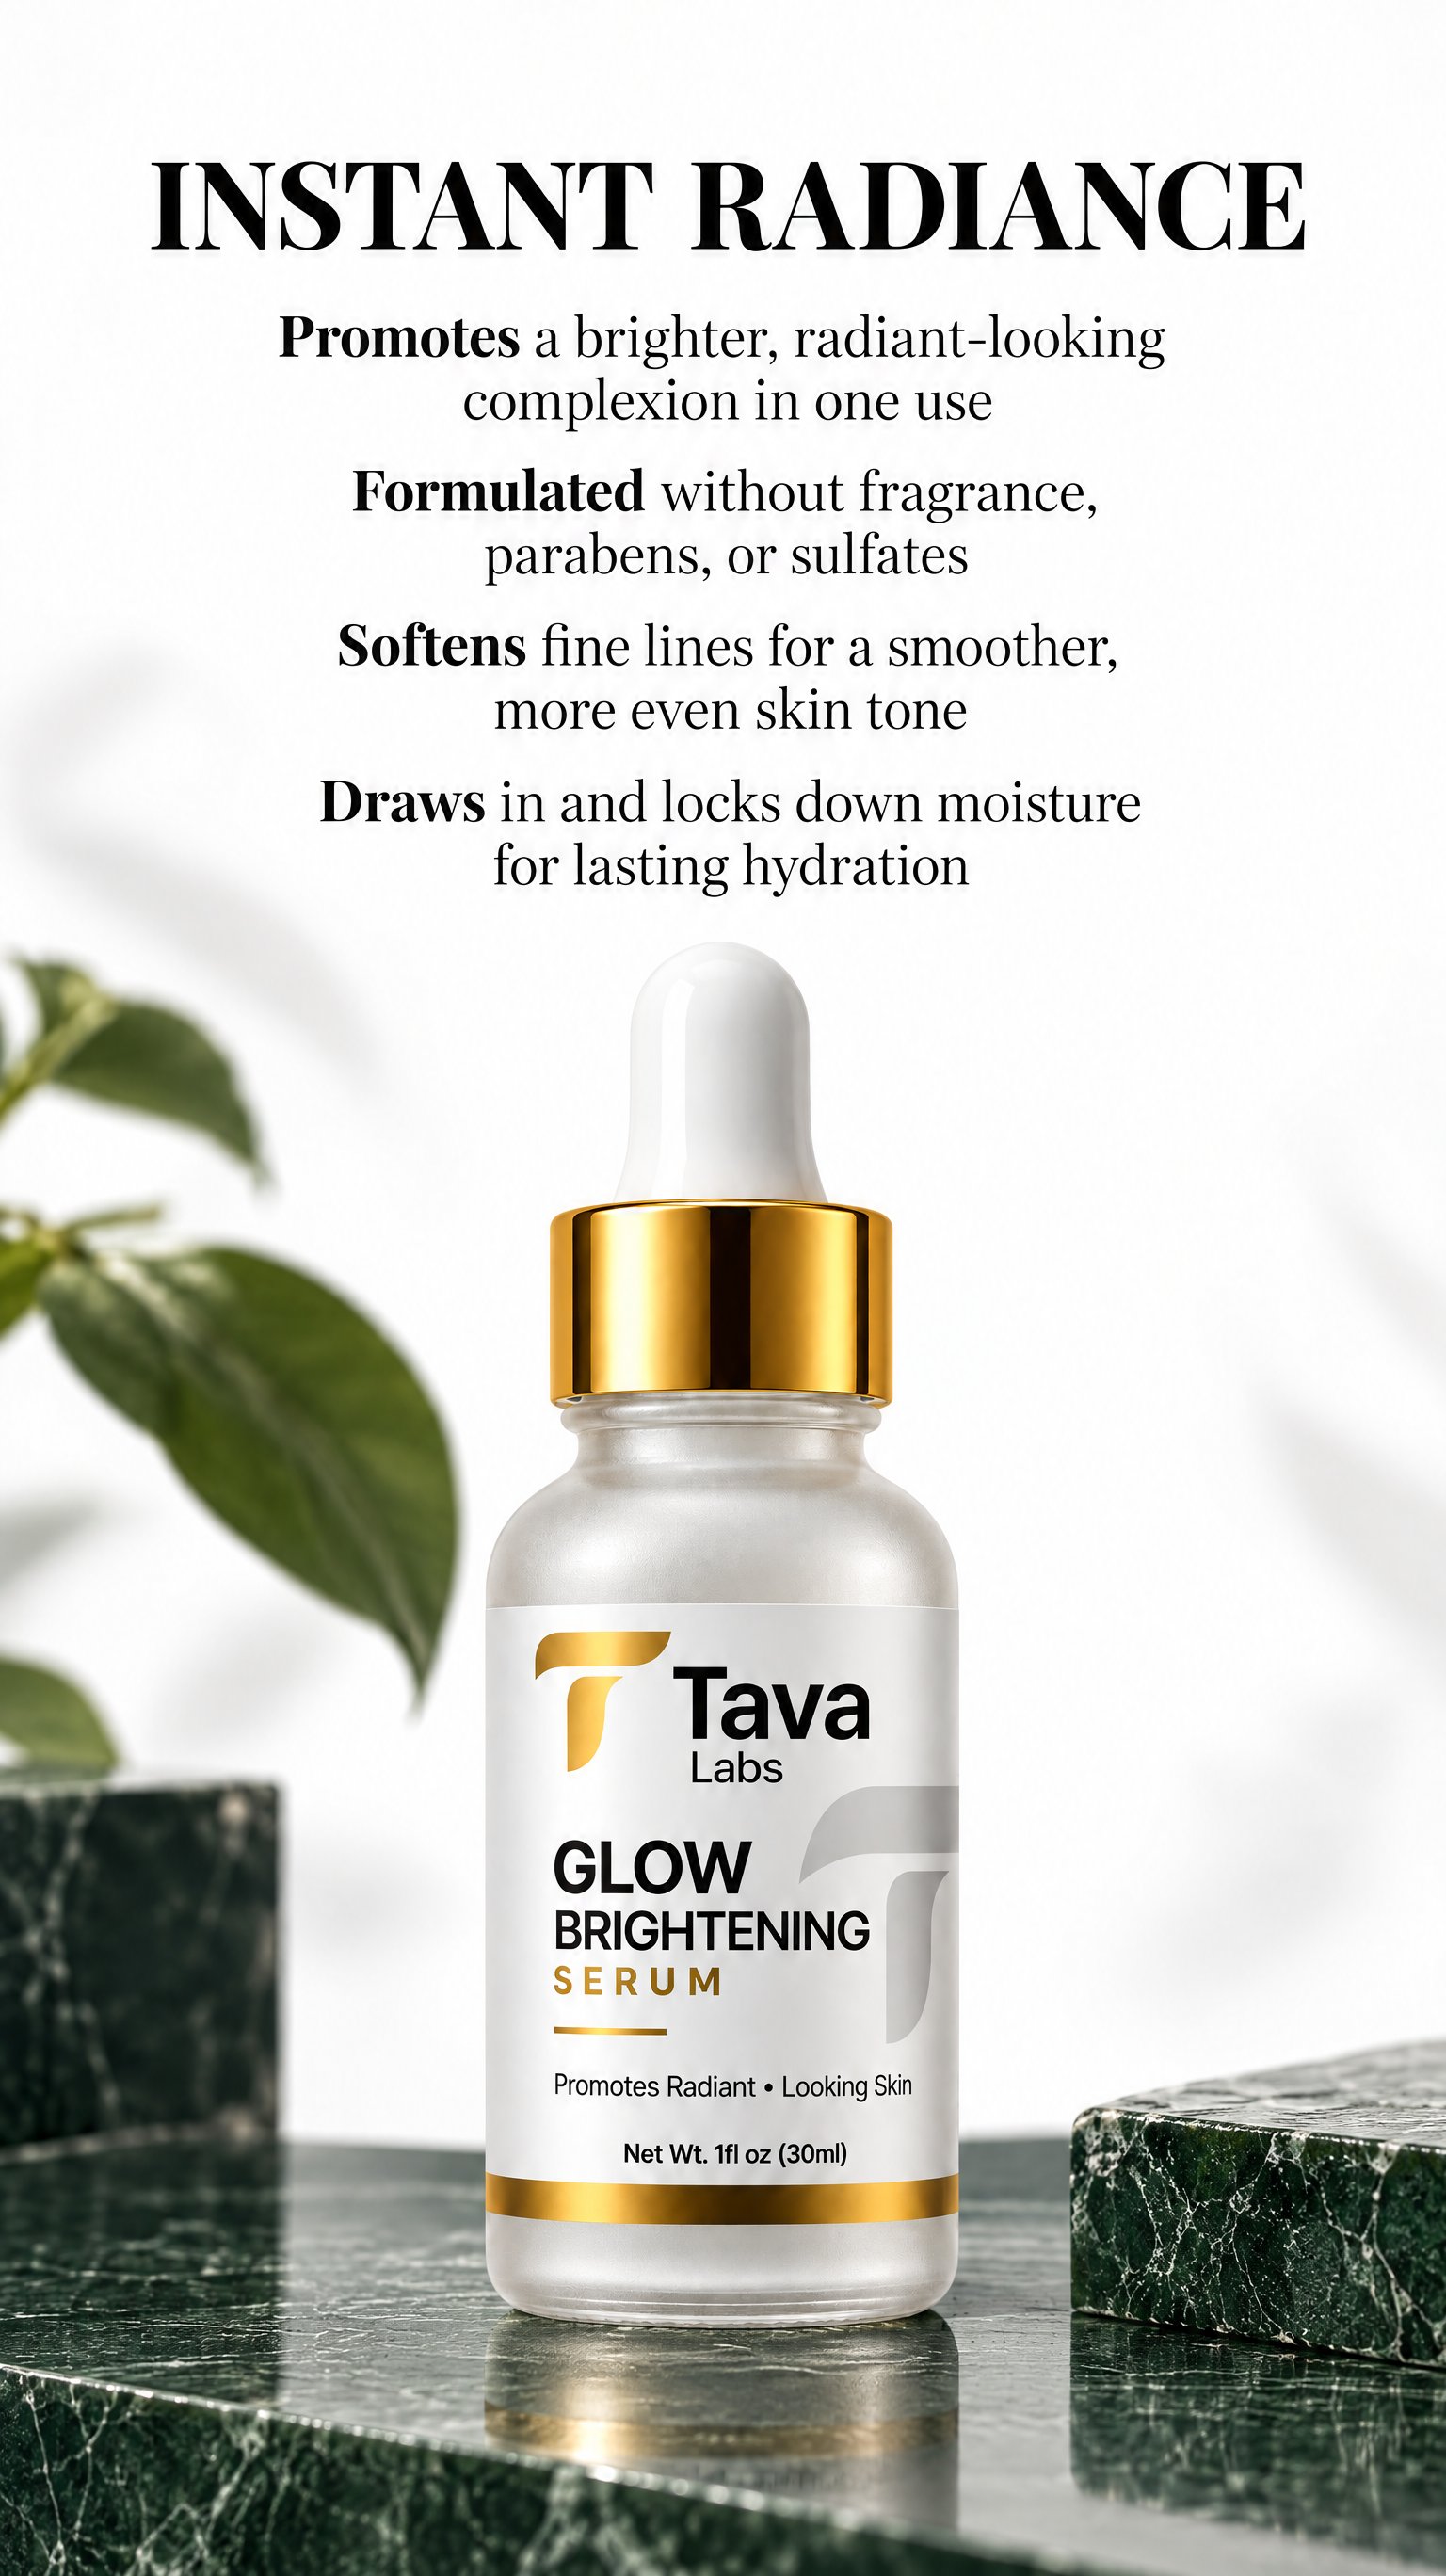 INSTANT RADIANCE
Promotes a brighter, radiant-looking
complexion in one use
Formulated without fragrance,
parabens, or sulfates
Softens fine lines for a smoother,
more even skin tone
Draws in and locks down moisture
for lasting hydration
Tava
Labs
GLOW
BRIGHTENING
SERUM
Promotes Radiant • Looking Skin
Net Wt. 1fl oz (30ml)